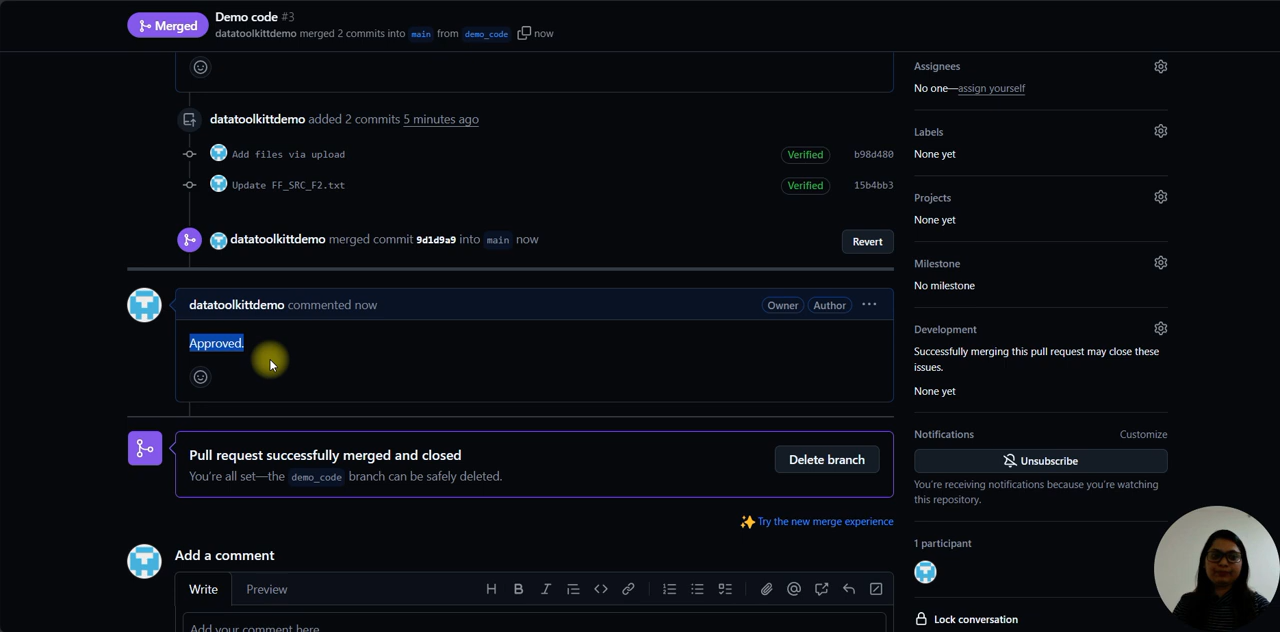 Merged
Demo code #3
datatoolkittdemo merged 2 commits into main from demo_code now
datatoolkittdemo added 2 commits 5 minutes ago
Add files via upload Verified b98d480
Update FF_SRC_F2.txt Verified 15b4bb3
datatoolkittdemo merged commit 9d1d9a9 into main now Revert
datatoolkittdemo commented now Owner Author
Approved.
Pull request successfully merged and closed
You're all set—the demo_code branch can be safely deleted.
Delete branch
Try the new merge experience
Add a comment
Write Preview
Add your comment here
Assignees
No one—assign yourself
Labels
None yet
Projects
None yet
Milestone
No milestone
Development
Successfully merging this pull request may close these
issues.
None yet
Notifications Customize
Unsubscribe
You're receiving notifications because you're watching
this repository.
1 participant
Lock conversation